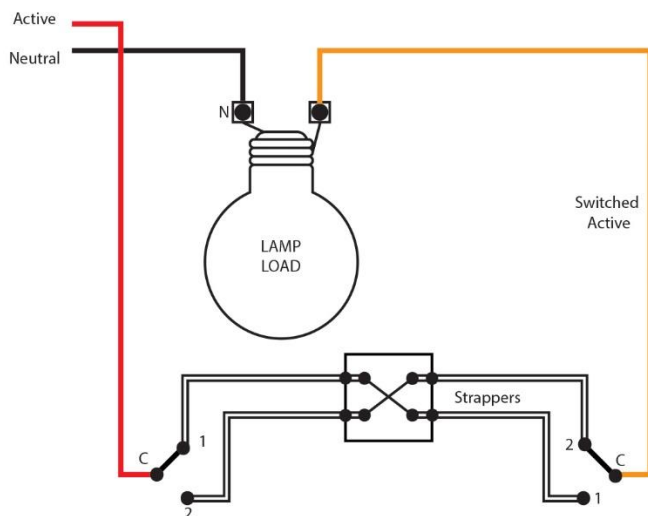 Active
Neutral
N
LAMP
LOAD
Switched
Active
Strappers
1
C
2
2
C
1